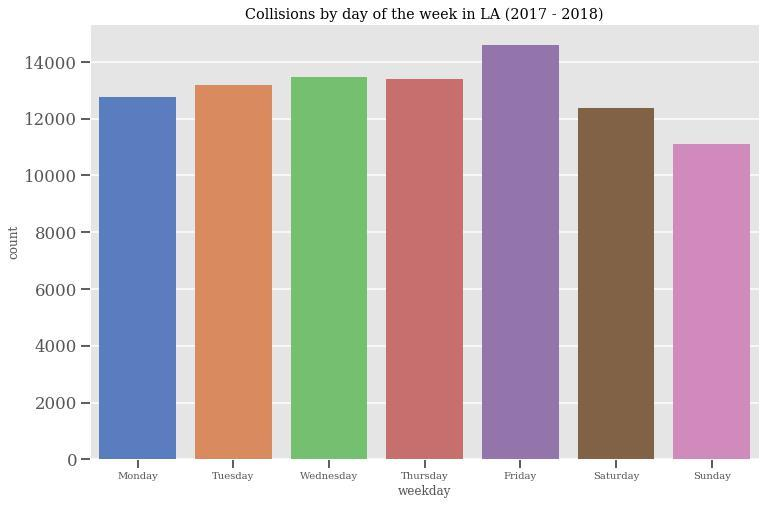 Collisions by day of the week in LA (2017 - 2018)
14000
12000
10000
8000
6000
4000
2000
0
count
Monday Tuesday Wednesday Thursday Friday Saturday Sunday
weekday